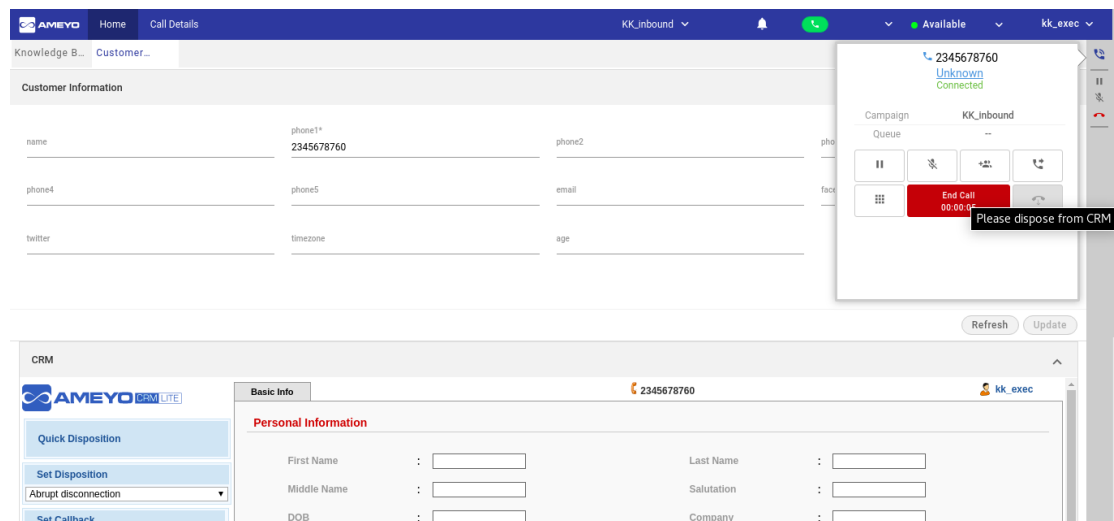 AMEYO Home Call Details KK_inbound Available kk_exec
Knowledge B... Customer...
2345678760
Unknown
Connected
Customer Information
Campaign KK_inbound
Queue --
name phone1* phone2 pho
2345678760
phone4 phone5 email face
End Call
00:00:05
Please dispose from CRM
twitter timezone age
Refresh Update
CRM
AMEYO CRM LITE
Basic Info 2345678760 kk_exec
Personal Information
Quick Disposition
First Name : Last Name :
Set Disposition
Abrupt disconnection
Middle Name : Salutation :
Set Callback
DOB : Company :